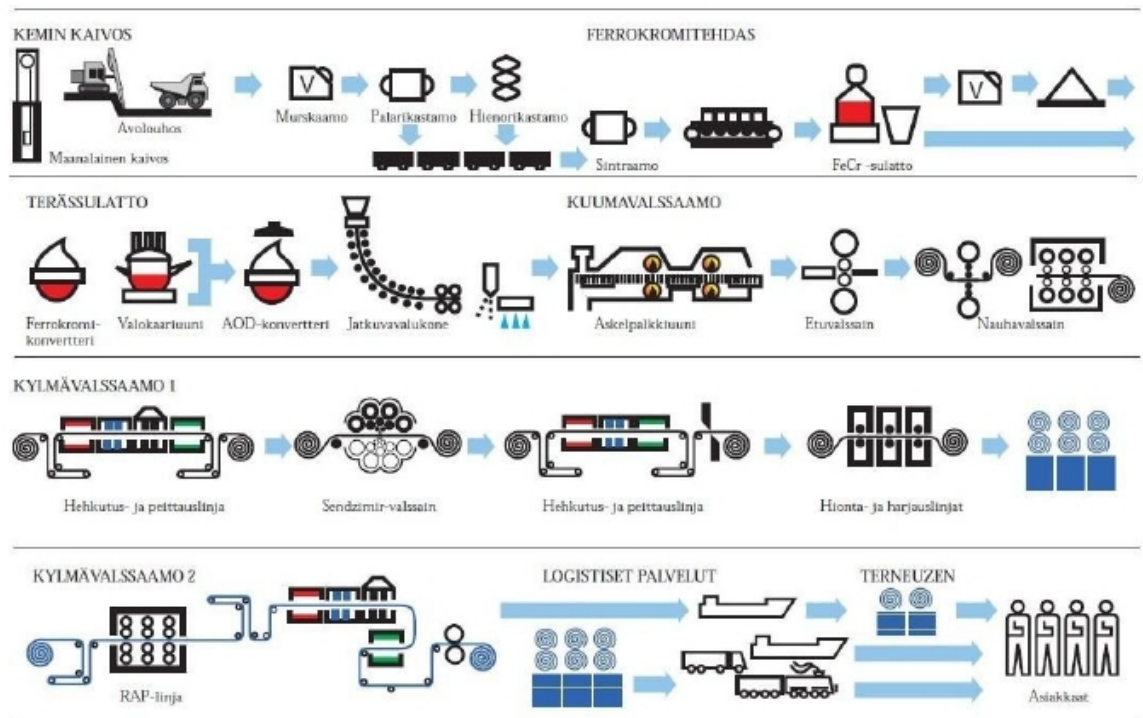 KEMIN KAIVOS
FERROKROMITEHDAS
Avolouhos
Maanalainen kaivos
V
Murskaamo
Palarikastamo
Hienorikastamo
Sintraamo
FeCr -sulatto
V
TERÄSSULATTO
KUUMAVALSSAAMO
Ferrokromi-
konvertteri
Valokaariuuni
AOD-konvertteri
Jatkuvavalukone
Askelpalkkiuuni
Etuvalssain
Nauhavalssain
KYLMÄVALSSAAMO 1
Hehkutus- ja peittauslinja
Sendzimir-valssain
Hehkutus- ja peittauslinja
Hionta- ja harjauslinjat
KYLMÄVALSSAAMO 2
LOGISTISET PALVELUT
TERNEUZEN
RAP-linja
Asiakkaat